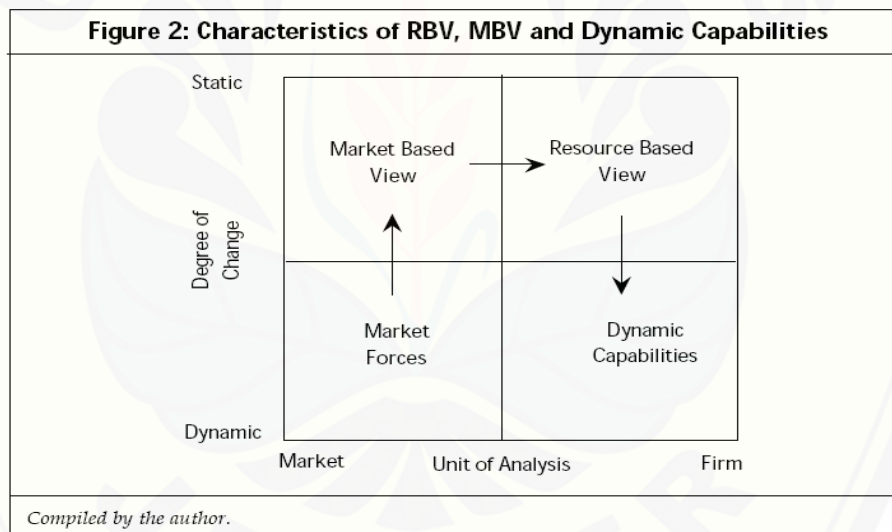 Figure 2: Characteristics of RBV, MBV and Dynamic Capabilities
Static
Market Based
View
Resource Based
View
Degree of
Change
Market
Forces
Dynamic
Capabilities
Dynamic
Market
Unit of Analysis
Firm
Compiled by the author.